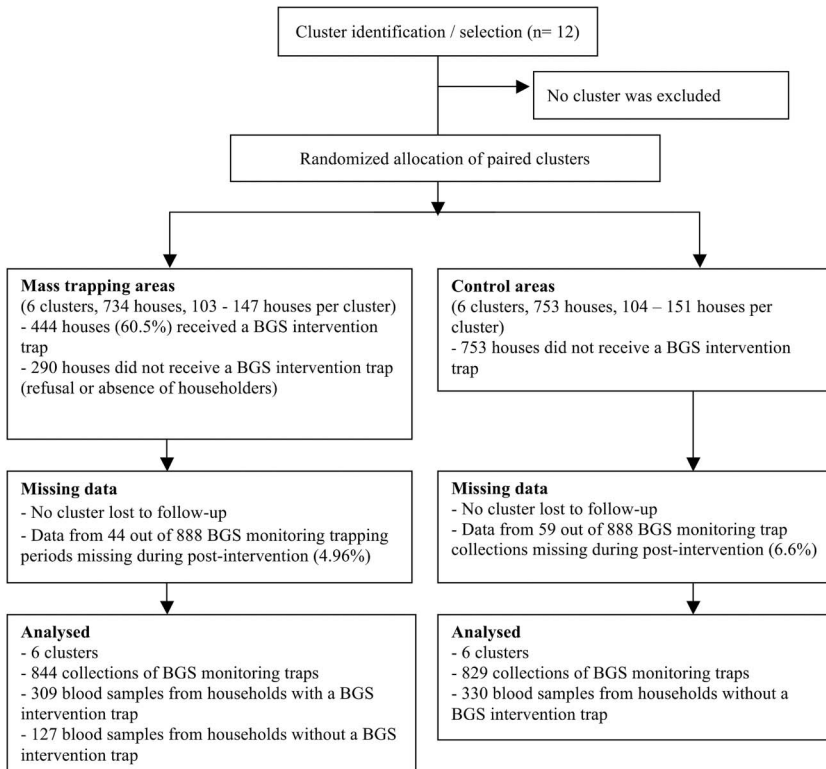 Cluster identification / selection (n= 12)
No cluster was excluded
Randomized allocation of paired clusters
Mass trapping areas
(6 clusters, 734 houses, 103 - 147 houses per cluster)
- 444 houses (60.5%) received a BGS intervention
trap
- 290 houses did not receive a BGS intervention trap
(refusal or absence of householders)
Control areas
(6 clusters, 753 houses, 104 – 151 houses per
cluster)
- 753 houses did not receive a BGS intervention
trap
Missing data
- No cluster lost to follow-up
- Data from 44 out of 888 BGS monitoring trapping
periods missing during post-intervention (4.96%)
Missing data
- No cluster lost to follow-up
- Data from 59 out of 888 BGS monitoring trap
collections missing during post-intervention (6.6%)
Analysed
- 6 clusters
- 844 collections of BGS monitoring traps
- 309 blood samples from households with a BGS
intervention trap
- 127 blood samples from households without a BGS
intervention trap
Analysed
- 6 clusters
- 829 collections of BGS monitoring traps
- 330 blood samples from households without a
BGS intervention trap